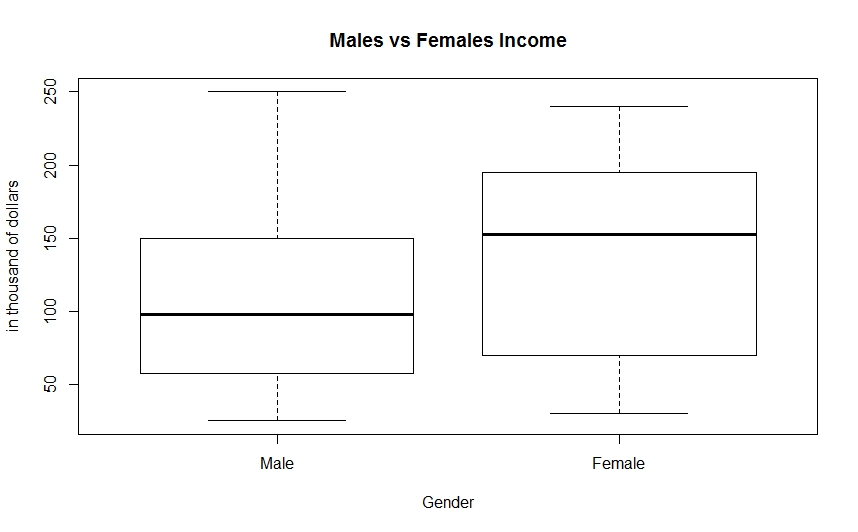 Males vs Females Income
in thousand of dollars
250
200
150
100
50
Male
Female
Gender